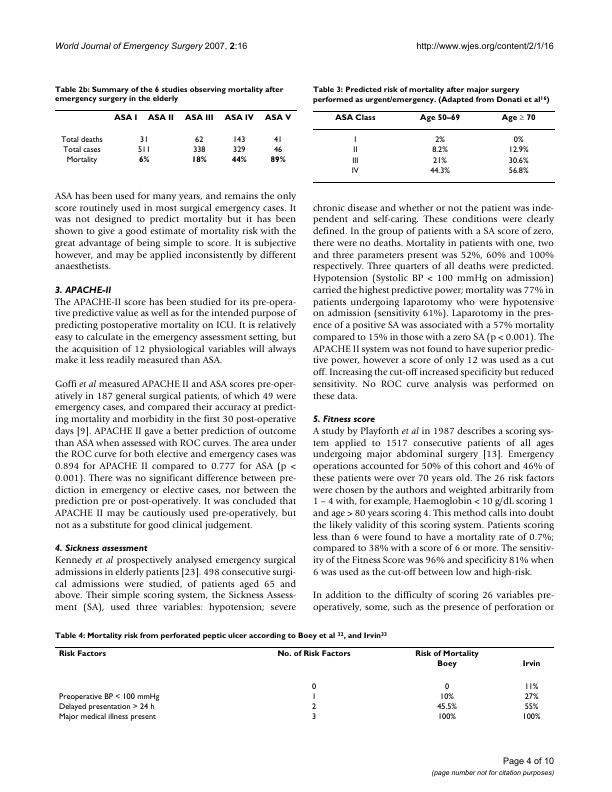 World Journal of Emergency Surgery 2007, 2:16
http://www.wjes.org/content/2/1/16
Table 2b: Summary of the 6 studies observing mortality after
emergency surgery in the elderly
ASA I ASA II ASA III ASA IV ASA V
Total deaths 31 62 143 41
Total cases 511 338 329 46
Mortality 6% 18% 44% 89%
ASA has been used for many years, and remains the only
score routinely used in most surgical emergency cases. It
was not designed to predict mortality but it has been
shown to give a good estimate of mortality risk with the
great advantage of being simple to score. It is subjective
however, and may be applied inconsistently by different
anaesthetists.
3. APACHE-II
The APACHE-II score has been studied for its pre-opera-
tive predictive value as well as for the intended purpose of
predicting postoperative mortality on ICU. It is relatively
easy to calculate in the emergency assessment setting, but
the acquisition of 12 physiological variables will always
make it less readily measured than ASA.
Goffi et al measured APACHE II and ASA scores pre-oper-
atively in 187 general surgical patients, of which 49 were
emergency cases, and compared their accuracy at predict-
ing mortality and morbidity in the first 30 post-operative
days [9]. APACHE II gave a better prediction of outcome
than ASA when assessed with ROC curves. The area under
the ROC curve for both elective and emergency cases was
0.894 for APACHE II compared to 0.777 for ASA (p <
0.001). There was no significant difference between pre-
diction in emergency or elective cases, nor between the
prediction pre or post-operatively. It was concluded that
APACHE II may be cautiously used pre-operatively, but
not as a substitute for good clinical judgement.
4. Sickness assessment
Kennedy et al prospectively analysed emergency surgical
admissions in elderly patients [23]. 498 consecutive surgi-
cal admissions were studied, of patients aged 65 and
above. Their simple scoring system, the Sickness Assess-
ment (SA), used three variables: hypotension; severe
Table 3: Predicted risk of mortality after major surgery
performed as urgent/emergency. (Adapted from Donati et al16)
ASA Class Age 50–69 Age ≥ 70
I 2% 0%
II 8.2% 12.9%
III 21% 30.6%
IV 44.3% 56.8%
chronic disease and whether or not the patient was inde-
pendent and self-caring. These conditions were clearly
defined. In the group of patients with a SA score of zero,
there were no deaths. Mortality in patients with one, two
and three parameters present was 52%, 60% and 100%
respectively. Three quarters of all deaths were predicted.
Hypotension (Systolic BP < 100 mmHg on admission)
carried the highest predictive power; mortality was 77% in
patients undergoing laparotomy who were hypotensive
on admission (sensitivity 61%). Laparotomy in the pres-
ence of a positive SA was associated with a 57% mortality
compared to 15% in those with a zero SA (p < 0.001). The
APACHE II system was not found to have superior predic-
tive power, however a score of only 12 was used as a cut
off. Increasing the cut-off increased specificity but reduced
sensitivity. No ROC curve analysis was performed on
these data.
5. Fitness score
A study by Playforth et al in 1987 describes a scoring sys-
tem applied to 1517 consecutive patients of all ages
undergoing major abdominal surgery [13]. Emergency
operations accounted for 50% of this cohort and 46% of
these patients were over 70 years old. The 26 risk factors
were chosen by the authors and weighted arbitrarily from
1 – 4 with, for example, Haemoglobin < 10 g/dL scoring 1
and age > 80 years scoring 4. This method calls into doubt
the likely validity of this scoring system. Patients scoring
less than 6 were found to have a mortality rate of 0.7%;
compared to 38% with a score of 6 or more. The sensitiv-
ity of the Fitness Score was 96% and specificity 81% when
6 was used as the cut-off between low and high-risk.
In addition to the difficulty of scoring 26 variables pre-
operatively, some, such as the presence of perforation or
Table 4: Mortality risk from perforated peptic ulcer according to Boey et al 32, and Irvin33
Risk Factors No. of Risk Factors Risk of Mortality
Boey Irvin
0 0 11%
Preoperative BP < 100 mmHg 1 10% 27%
Delayed presentation > 24 h 2 45.5% 55%
Major medical illness present 3 100% 100%
Page 4 of 10
(page number not for citation purposes)